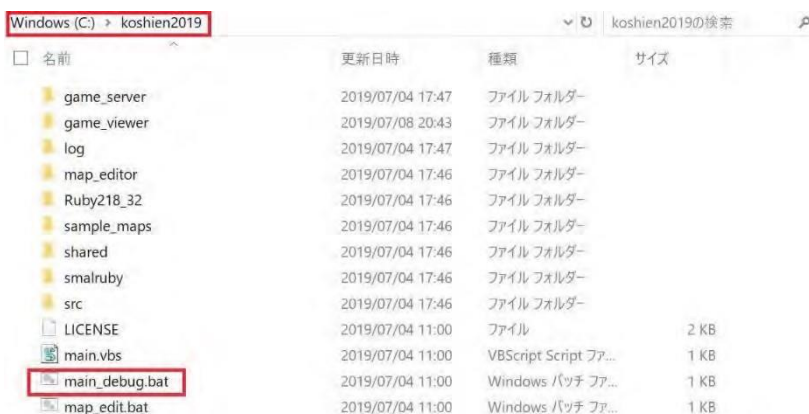 Windows (C:) > koshien2019 koshien2019の検索
名前 更新日時 種類 サイズ
game_server 2019/07/04 17:47 ファイル フォルダー
game_viewer 2019/07/08 20:43 ファイル フォルダー
log 2019/07/04 17:47 ファイル フォルダー
map_editor 2019/07/04 17:46 ファイル フォルダー
Ruby218_32 2019/07/04 17:46 ファイル フォルダー
sample_maps 2019/07/04 17:46 ファイル フォルダー
shared 2019/07/04 17:46 ファイル フォルダー
smalruby 2019/07/04 17:46 ファイル フォルダー
src 2019/07/04 17:46 ファイル フォルダー
LICENSE 2019/07/04 11:00 ファイル 2 KB
main.vbs 2019/07/04 11:00 VBScript Script ファ... 1 KB
main_debug.bat 2019/07/04 11:00 Windows バッチ ファ... 1 KB
map_edit.bat 2019/07/04 11:00 Windows バッチ ファ... 1 KB